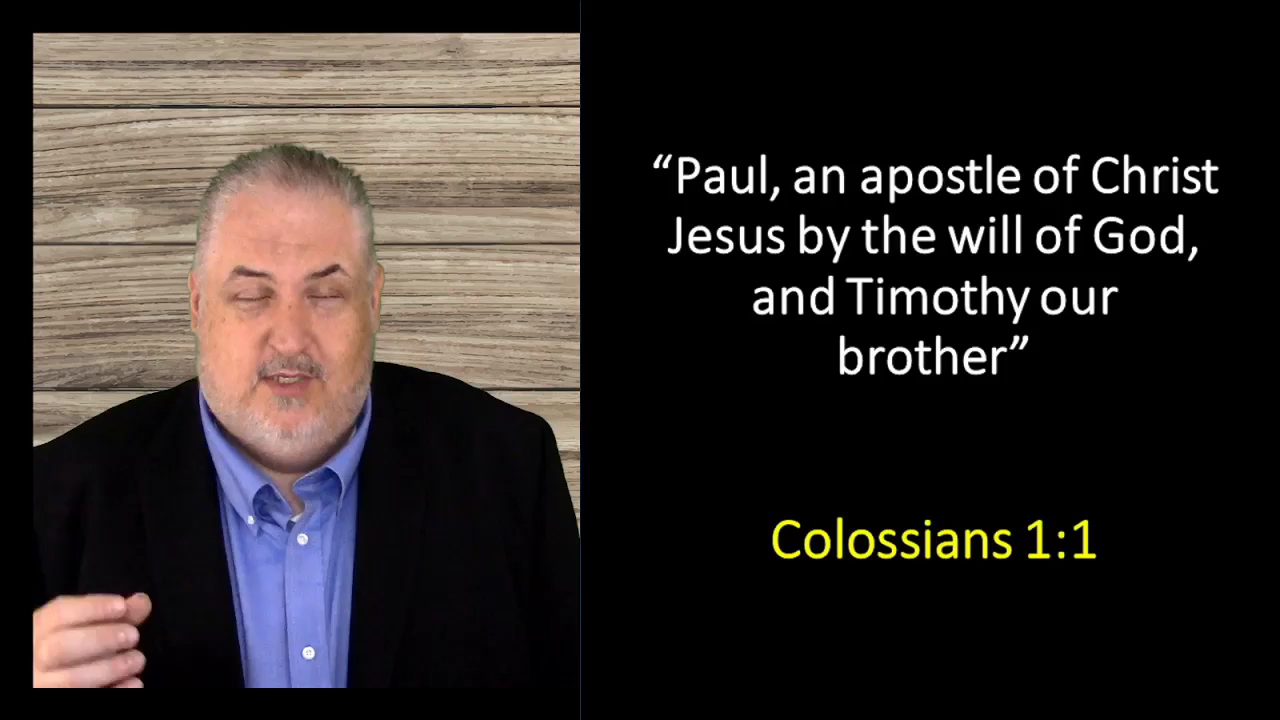 “Paul, an apostle of Christ
Jesus by the will of God,
and Timothy our
brother”
Colossians 1:1